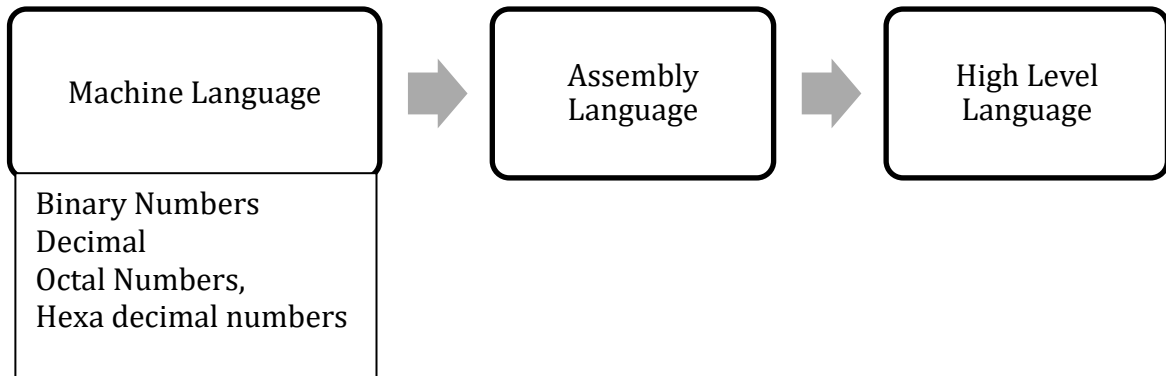 Machine Language
Assembly
Language
High Level
Language
Binary Numbers
Decimal
Octal Numbers,
Hexa decimal numbers